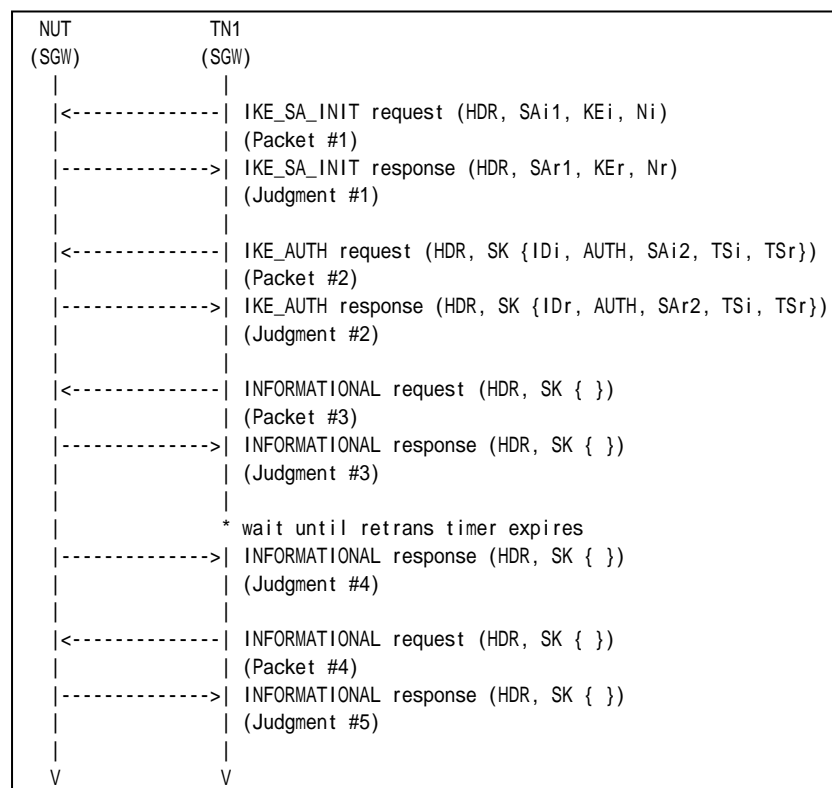 NUT TN1
(SGW) (SGW)
| |
|<--------------| IKE_SA_INIT request (HDR, SAi1, KEi, Ni)
| | (Packet #1)
|-------------->| IKE_SA_INIT response (HDR, SAr1, KEr, Nr)
| | (Judgment #1)
| |
|<--------------| IKE_AUTH request (HDR, SK {IDi, AUTH, SAi2, TSi, TSr})
| | (Packet #2)
|-------------->| IKE_AUTH response (HDR, SK {IDr, AUTH, SAr2, TSi, TSr})
| | (Judgment #2)
| |
|<--------------| INFORMATIONAL request (HDR, SK { })
| | (Packet #3)
|-------------->| INFORMATIONAL response (HDR, SK { })
| | (Judgment #3)
| |
| * wait until retrans timer expires
|-------------->| INFORMATIONAL response (HDR, SK { })
| | (Judgment #4)
| |
|<--------------| INFORMATIONAL request (HDR, SK { })
| | (Packet #4)
|-------------->| INFORMATIONAL response (HDR, SK { })
| | (Judgment #5)
| |
V V